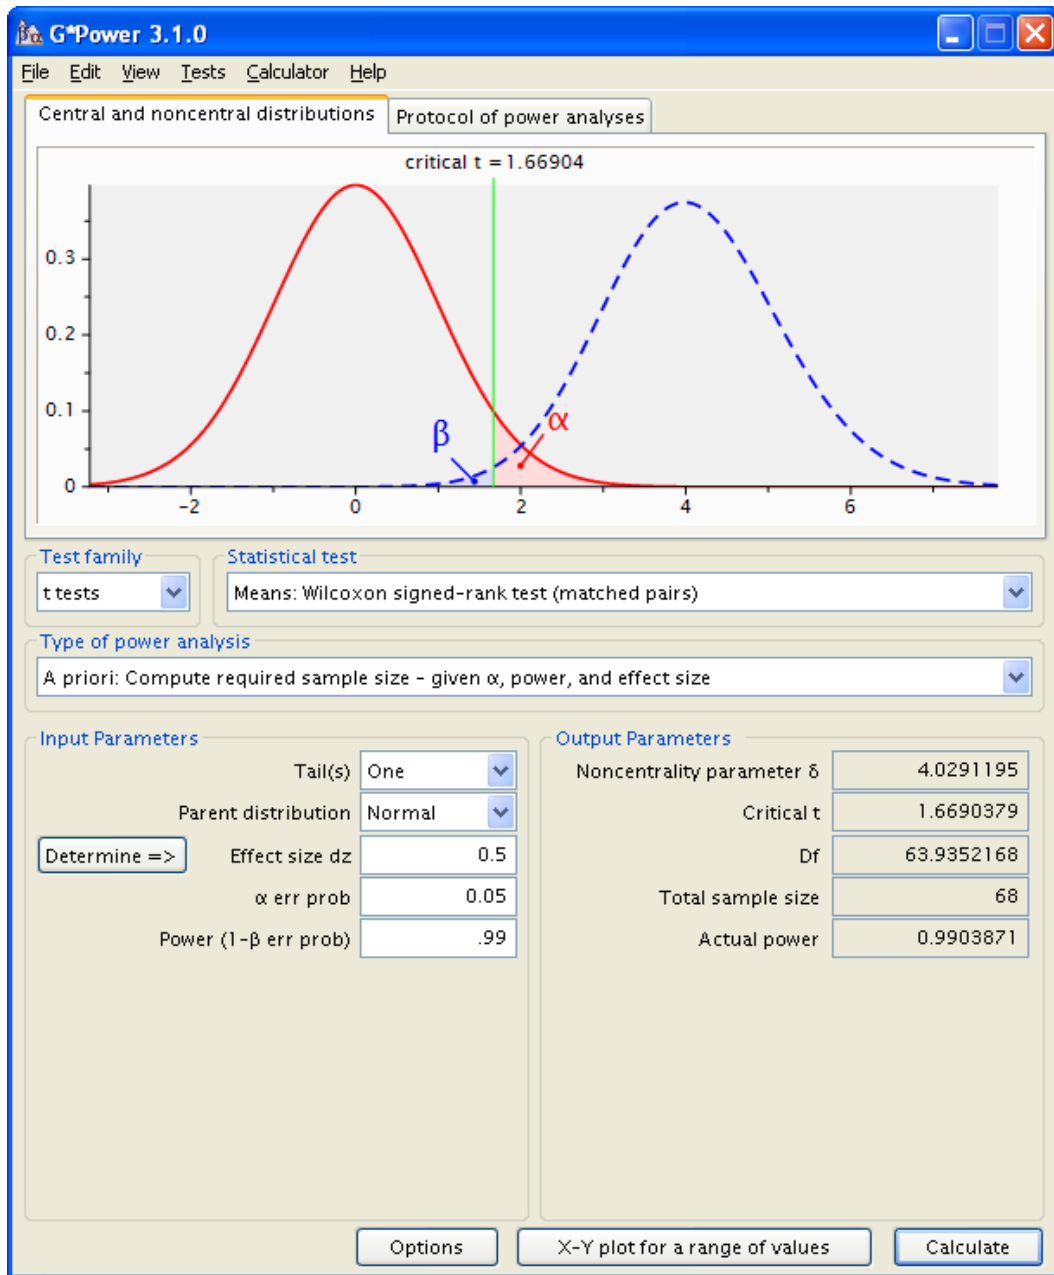 G*Power 3.1.0
File Edit View Tests Calculator Help
Central and noncentral distributions
Protocol of power analyses
critical t = 1.66904
0.3
0.2
0.1
0
β
α
-2 0 2 4 6
Test family
Statistical test
t tests
Means: Wilcoxon signed-rank test (matched pairs)
Type of power analysis
A priori: Compute required sample size - given α, power, and effect size
Input Parameters
Tail(s) One
Parent distribution Normal
Determine => Effect size dz 0.5
α err prob 0.05
Power (1-β err prob) .99
Output Parameters
Noncentrality parameter δ 4.0291195
Critical t 1.6690379
Df 63.9352168
Total sample size 68
Actual power 0.9903871
Options
X-Y plot for a range of values
Calculate